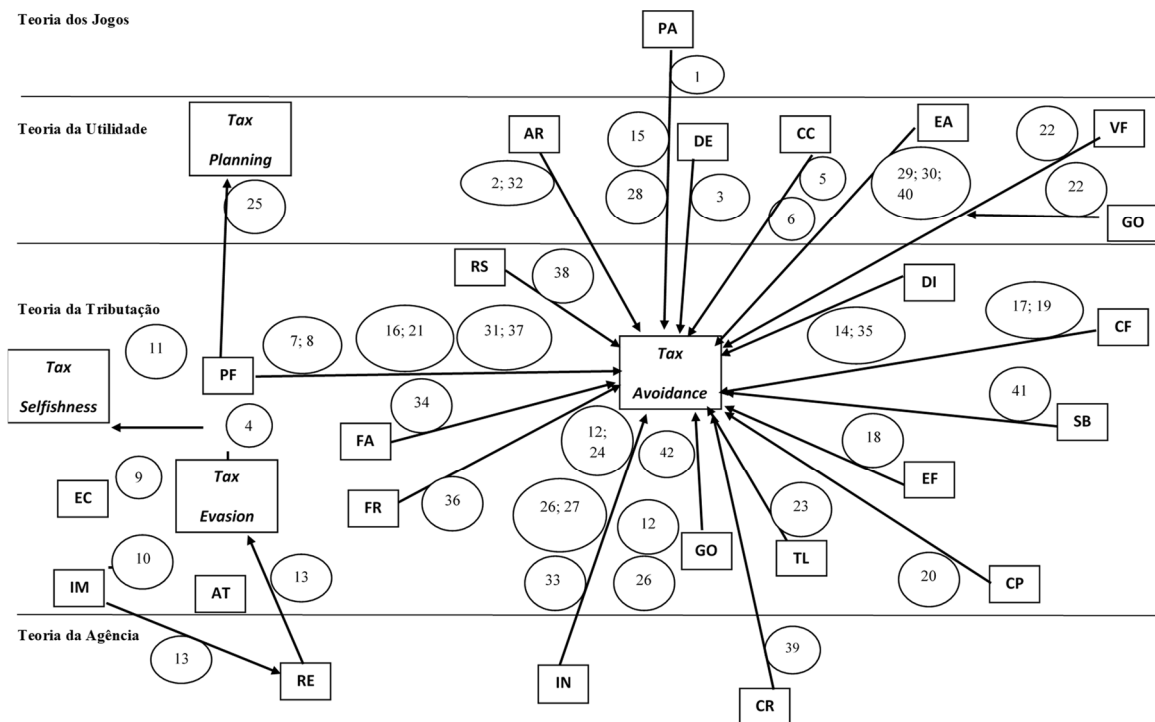 Teoria dos Jogos
PA
1
Teoria da Utilidade
Tax
Planning
25
AR
2; 32
15
28
DE
3
CC
5
6
EA
29; 30;
40
22
VF
22
GO
Teoria da Tributação
RS
38
DI
14; 35
17; 19
CF
11
PF
7; 8
16; 21
31; 37
Tax
Avoidance
Tax
Selfishness
4
34
FA
41
SB
12;
24
42
18
EF
9
EC
Tax
Evasion
FR
36
26; 27
12
GO
23
TL
10
IM
AT
13
33
26
20
CP
Teoria da Agência
13
RE
IN
39
CR